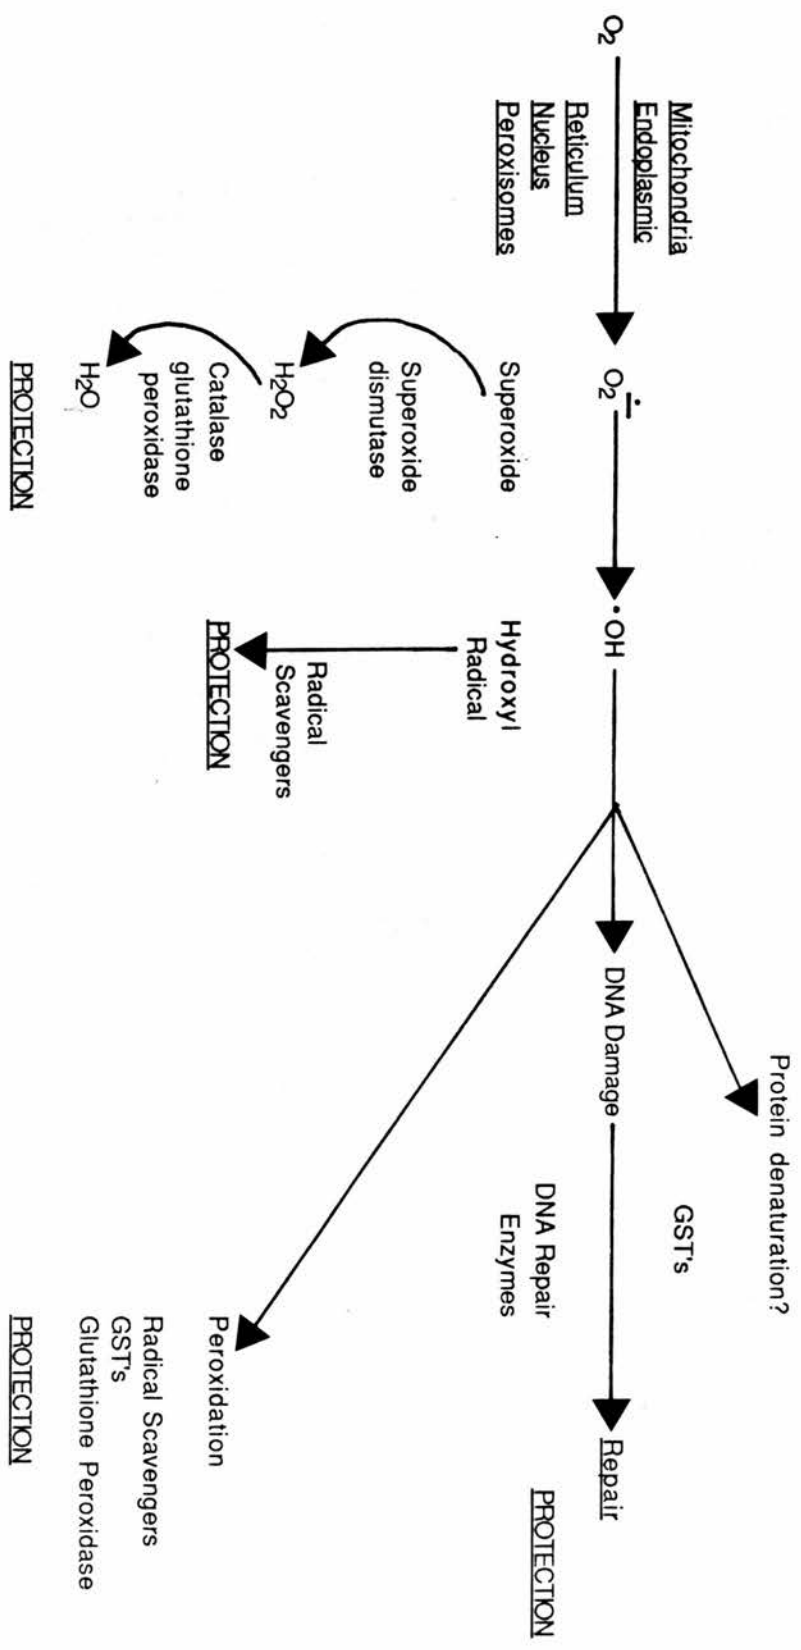 O₂
Mitochondria
Endoplasmic
Reticulum
Nucleus
Peroxisomes
O₂∸
Superoxide
Superoxide
dismutase
H₂O₂
Catalase
glutathione
peroxidase
H₂O
PROTECTION
·OH
Hydroxyl
Radical
Radical
Scavengers
PROTECTION
Protein denaturation?
DNA Damage
GST's
DNA Repair
Enzymes
Repair
PROTECTION
Peroxidation
Radical Scavengers
GST's
Glutathione Peroxidase
PROTECTION